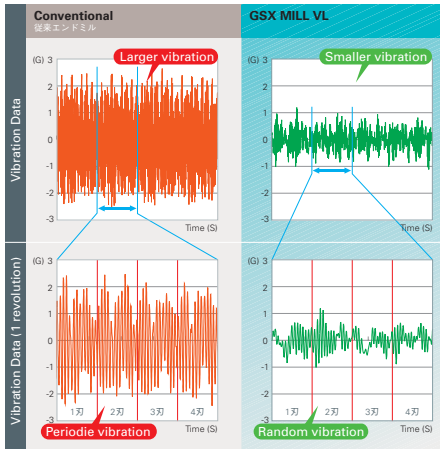 Conventional
従来エンドミル
GSX MILL VL
Vibration Data
(G) 3
2
1
0
-1
-2
-3
Larger vibration
Time (S)
(G) 3
2
1
0
-1
-2
-3
Smaller vibration
Time (S)
Vibration Data (1 revolution)
(G) 3
2
1
0
-1
-2
-3
1刃 2刃 3刃 4刃
Periodie vibration
Time (S)
(G) 3
2
1
0
-1
-2
-3
1刃 2刃 3刃 4刃
Random vibration
Time (S)